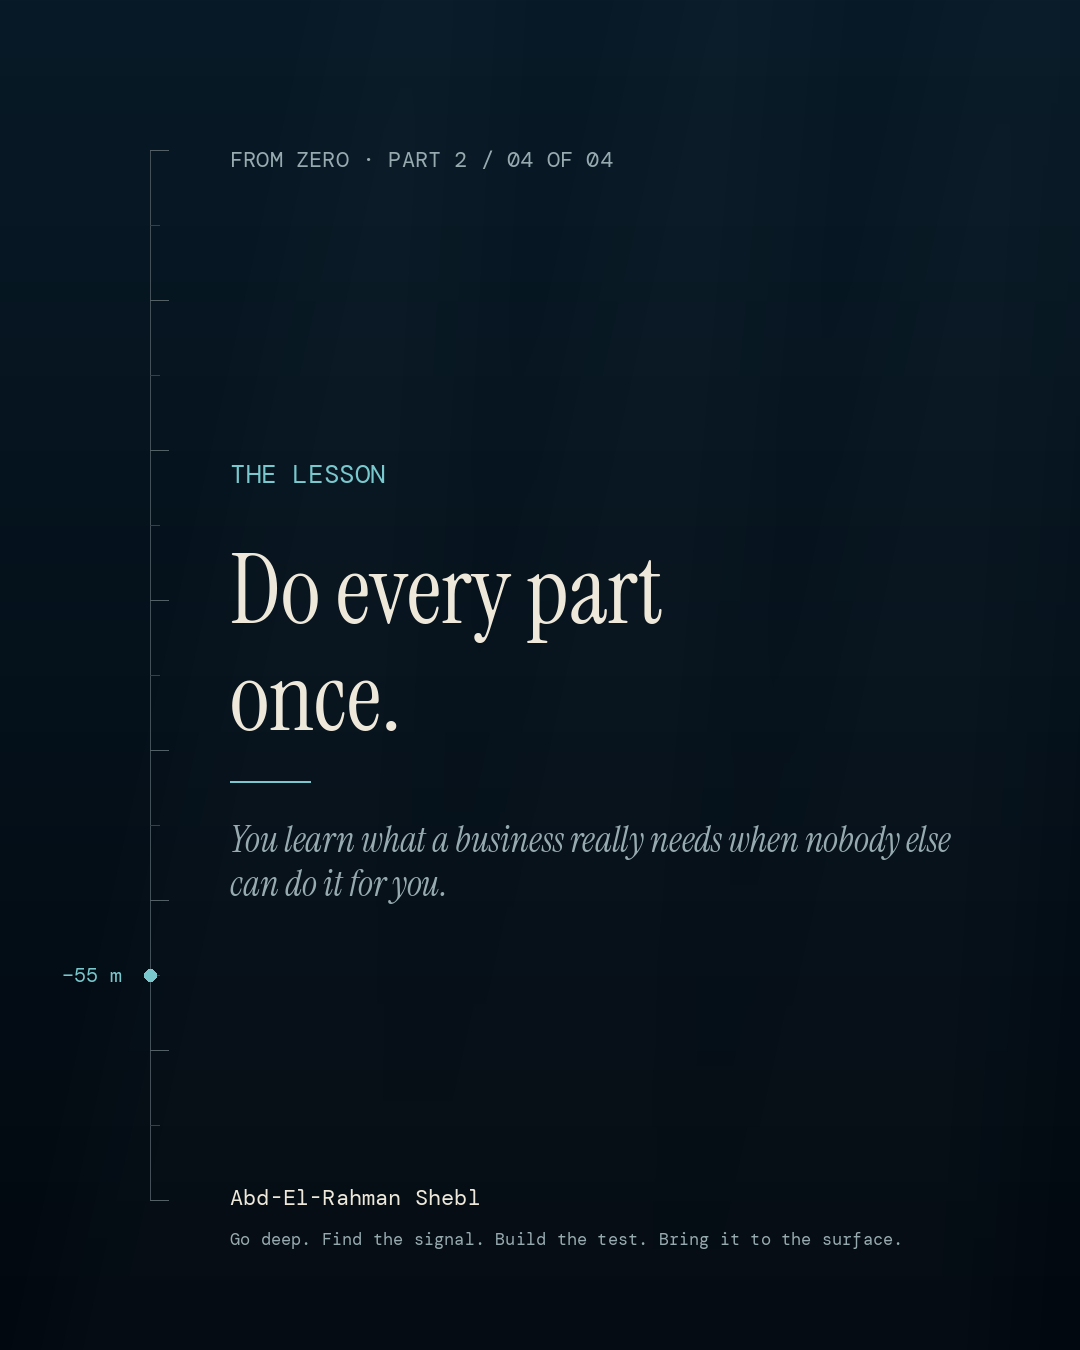 FROM ZERO · PART 2 / 04 OF 04
THE LESSON
Do every part
once.
You learn what a business really needs when nobody else
can do it for you.
−55 m
Abd-El-Rahman Shebl
Go deep. Find the signal. Build the test. Bring it to the surface.